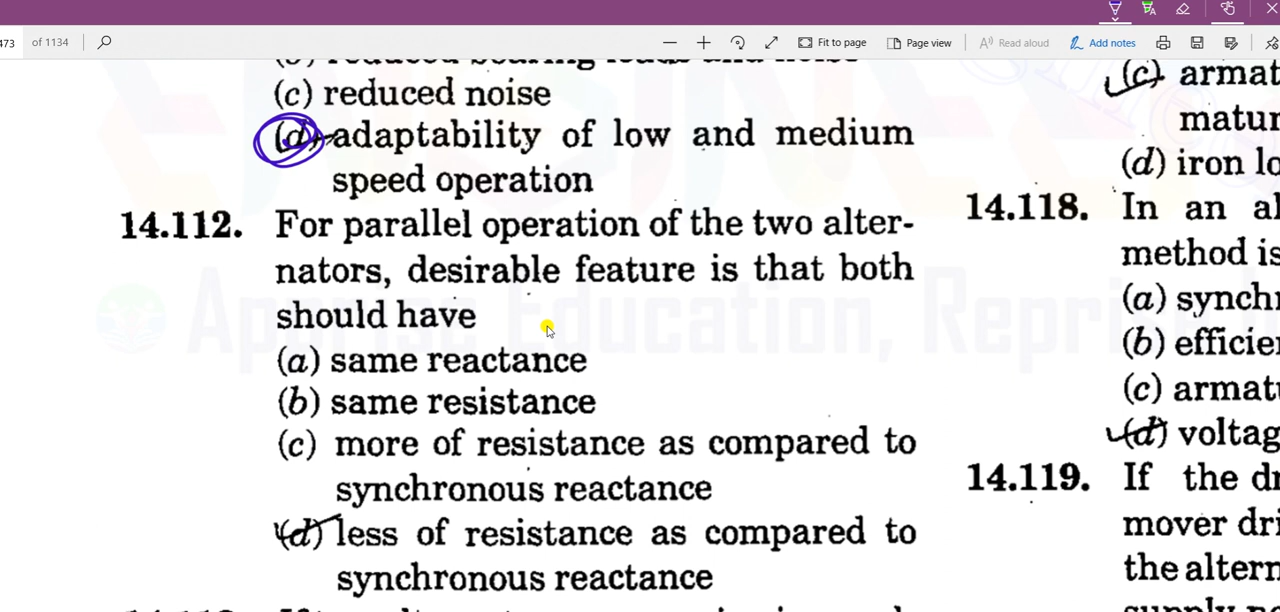 473 of 1134 Fit to page Page view Read aloud Add notes
(c) reduced noise
(d) adaptability of low and medium
speed operation
14.112. For parallel operation of the two alter-
nators, desirable feature is that both
should have
(a) same reactance
(b) same resistance
(c) more of resistance as compared to
synchronous reactance
(d) less of resistance as compared to
synchronous reactance
(c) armat
matur
(d) iron lo
14.118. In an al
method is
(a) synchr
(b) efficie
(c) armatu
(d) voltag
14.119. If the dr
mover dri
the altern
Apprise Education, Reprise